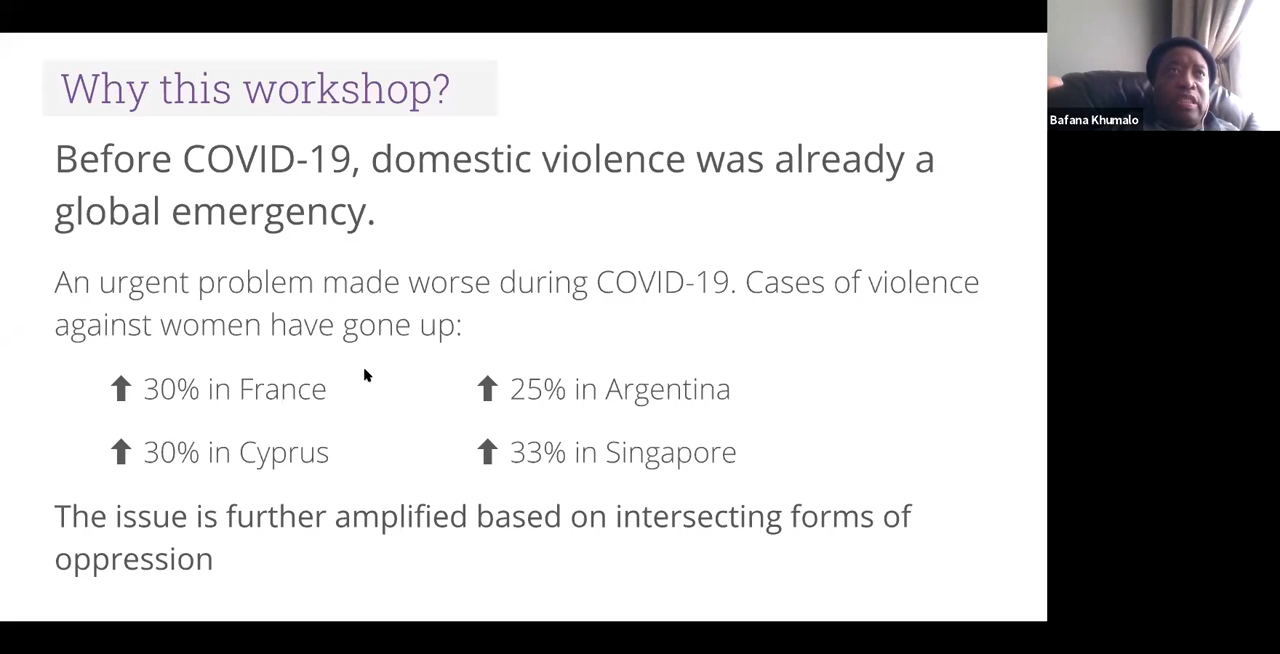 Why this workshop?
Before COVID-19, domestic violence was already a
global emergency.
An urgent problem made worse during COVID-19. Cases of violence
against women have gone up:
30% in France
25% in Argentina
30% in Cyprus
33% in Singapore
The issue is further amplified based on intersecting forms of
oppression
Bafana Khumalo